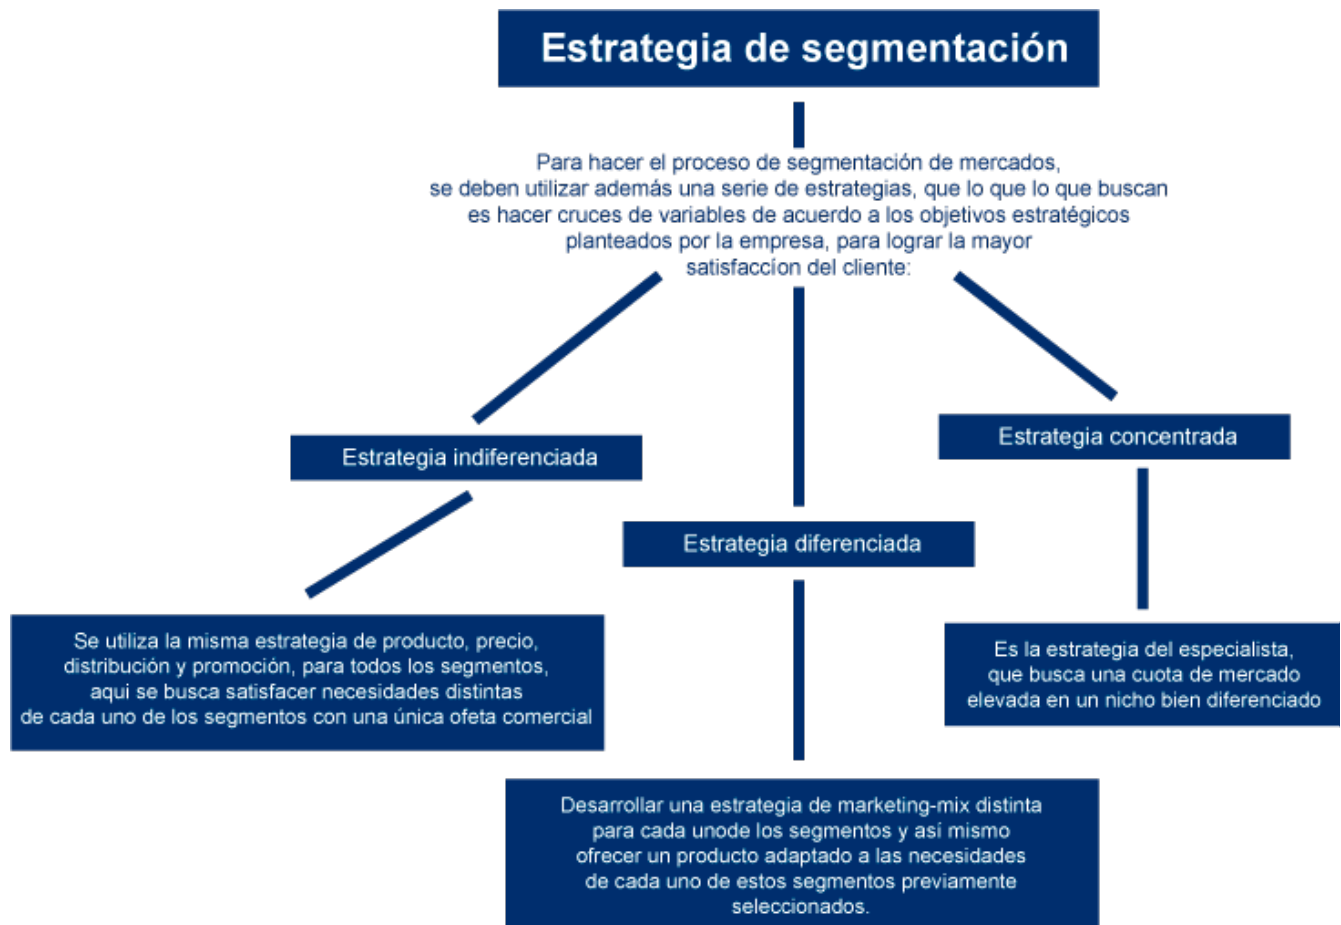 Estrategia de segmentación
Para hacer el proceso de segmentación de mercados,
se deben utilizar además una serie de estrategias, que lo que lo que buscan
es hacer cruces de variables de acuerdo a los objetivos estratégicos
planteados por la empresa, para lograr la mayor
satisfaccíon del cliente:
Estrategia indiferenciada
Se utiliza la misma estrategia de producto, precio,
distribución y promoción, para todos los segmentos,
aqui se busca satisfacer necesidades distintas
de cada uno de los segmentos con una única ofeta comercial
Estrategia diferenciada
Desarrollar una estrategia de marketing-mix distinta
para cada unode los segmentos y así mismo
ofrecer un producto adaptado a las necesidades
de cada uno de estos segmentos previamente
seleccionados.
Estrategia concentrada
Es la estrategia del especialista,
que busca una cuota de mercado
elevada en un nicho bien diferenciado